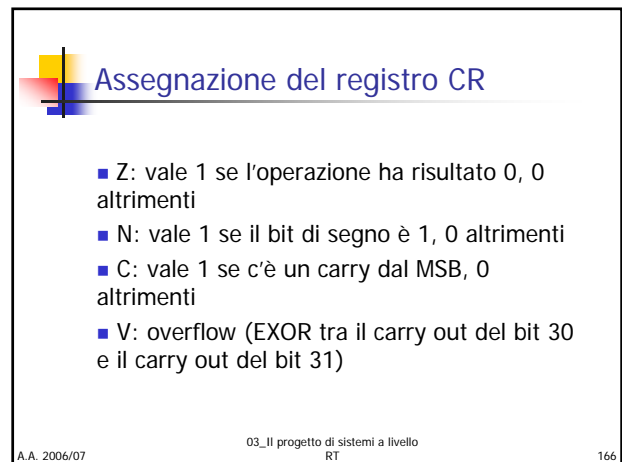 Assegnazione del registro CR
■ Z: vale 1 se l'operazione ha risultato 0, 0
altrimenti
■ N: vale 1 se il bit di segno è 1, 0 altrimenti
■ C: vale 1 se c'è un carry dal MSB, 0
altrimenti
■ V: overflow (EXOR tra il carry out del bit 30
e il carry out del bit 31)
A.A. 2006/07
03_Il progetto di sistemi a livello
RT
166